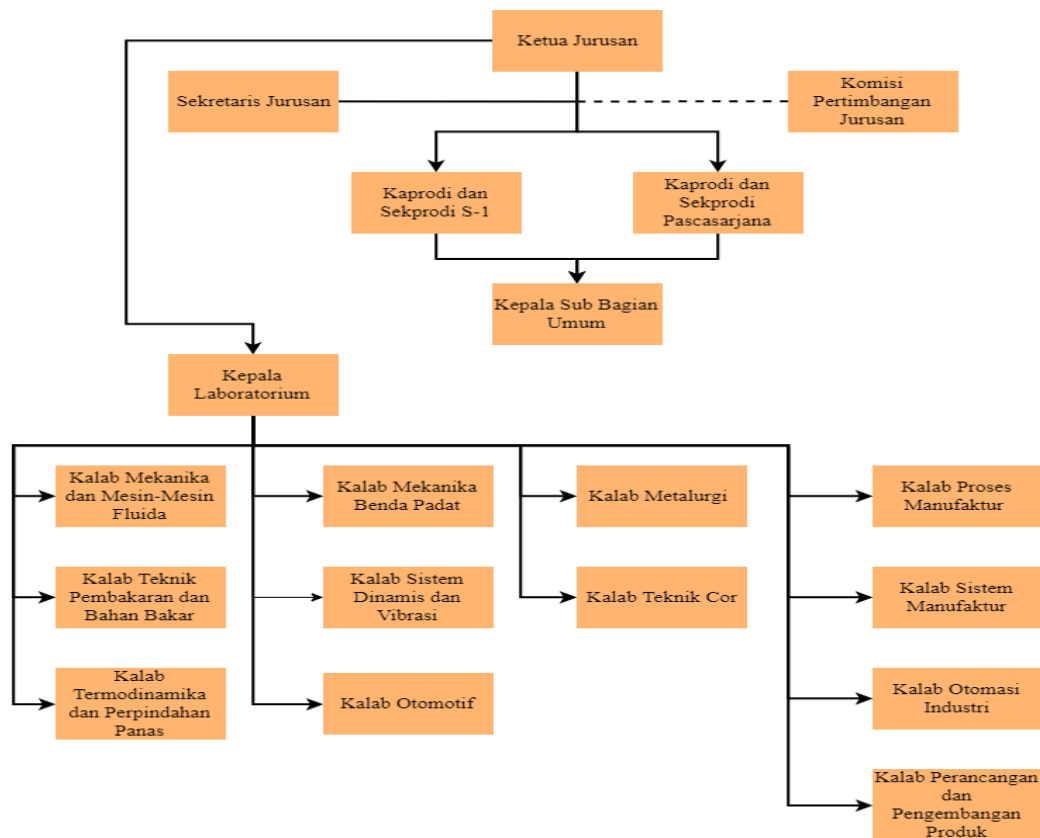 Ketua Jurusan
Sekretaris Jurusan
Komisi
Pertimbangan
Jurusan
Kaprodi dan
Sekprodi S-1
Kaprodi dan
Sekprodi
Pascasarjana
Kepala Sub Bagian
Umum
Kepala
Laboratorium
Kalab Mekanika
dan Mesin-Mesin
Fluida
Kalab Mekanika
Benda Padat
Kalab Metalurgi
Kalab Proses
Manufaktur
Kalab Teknik
Pembakaran dan
Bahan Bakar
Kalab Sistem
Dinamis dan
Vibrasi
Kalab Teknik Cor
Kalab Sistem
Manufaktur
Kalab
Termodinamika
dan Perpindahan
Panas
Kalab Otomotif
Kalab Otomasi
Industri
Kalab Perancangan
dan
Pengembangan
Produk